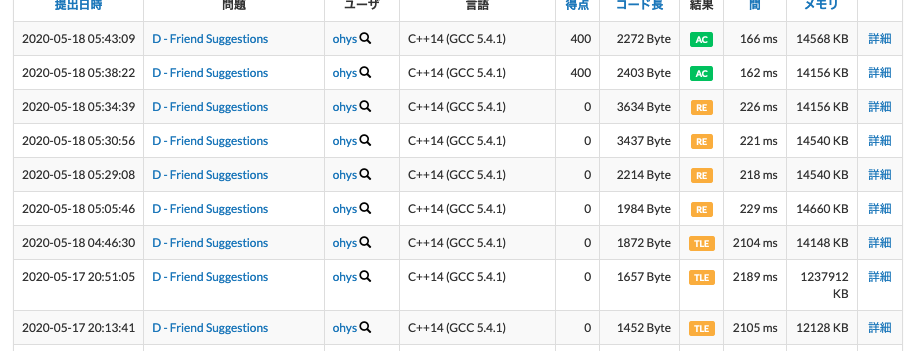 提出日時 問題 ユーザ 言語 得点 コード長 結果 間 メモリ
2020-05-18 05:43:09 D - Friend Suggestions ohys C++14 (GCC 5.4.1) 400 2272 Byte AC 166 ms 14568 KB 詳細
2020-05-18 05:38:22 D - Friend Suggestions ohys C++14 (GCC 5.4.1) 400 2403 Byte AC 162 ms 14156 KB 詳細
2020-05-18 05:34:39 D - Friend Suggestions ohys C++14 (GCC 5.4.1) 0 3634 Byte RE 226 ms 14156 KB 詳細
2020-05-18 05:30:56 D - Friend Suggestions ohys C++14 (GCC 5.4.1) 0 3437 Byte RE 221 ms 14540 KB 詳細
2020-05-18 05:29:08 D - Friend Suggestions ohys C++14 (GCC 5.4.1) 0 2214 Byte RE 218 ms 14540 KB 詳細
2020-05-18 05:05:46 D - Friend Suggestions ohys C++14 (GCC 5.4.1) 0 1984 Byte RE 229 ms 14660 KB 詳細
2020-05-18 04:46:30 D - Friend Suggestions ohys C++14 (GCC 5.4.1) 0 1872 Byte TLE 2104 ms 14148 KB 詳細
2020-05-17 20:51:05 D - Friend Suggestions ohys C++14 (GCC 5.4.1) 0 1657 Byte TLE 2189 ms 1237912 詳細
KB
2020-05-17 20:13:41 D - Friend Suggestions ohys C++14 (GCC 5.4.1) 0 1452 Byte TLE 2105 ms 12128 KB 詳細